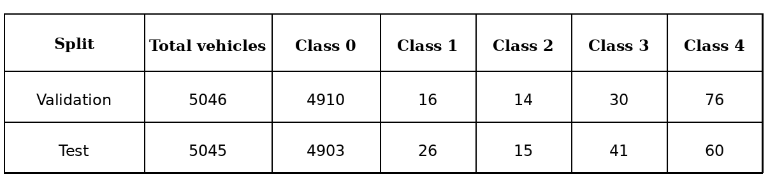 Split Total vehicles Class 0 Class 1 Class 2 Class 3 Class 4
Validation 5046 4910 16 14 30 76
Test 5045 4903 26 15 41 60